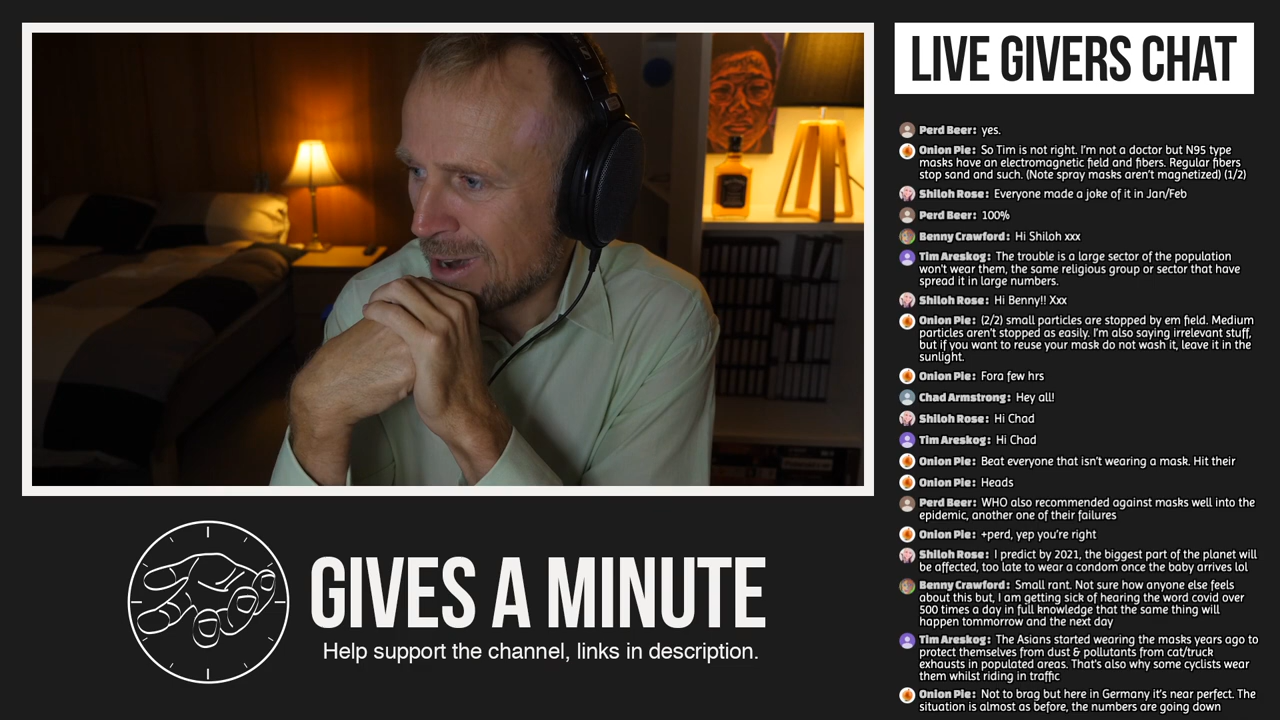 LIVE GIVERS CHAT
Perd Beer: yes.
Onion Pie: So Tim is not right. I'm not a doctor but N95 type
masks have an electromagnetic field and fibers. Regular fibers
stop sand and such. (Note spray masks aren't magnetized) (1/2)
Shiloh Rose: Everyone made a joke of it in Jan/Feb
Perd Beer: 100%
Benny Crawford: Hi Shiloh xxx
Tim Areskog: The trouble is a large sector of the population
won't wear them, the same religious group or sector that have
spread it in large numbers.
Shiloh Rose: Hi Benny!! Xxx
Onion Pie: (2/2) small particles are stopped by em field. Medium
particles aren't stopped as easily. I'm also saying irrelevant stuff,
but if you want to reuse your mask do not wash it, leave it in the
sunlight.
Onion Pie: Fora few hrs
Chad Armstrong: Hey all!
Shiloh Rose: Hi Chad
Tim Areskog: Hi Chad
Onion Pie: Beat everyone that isn't wearing a mask. Hit their
Onion Pie: Heads
Perd Beer: WHO also recommended against masks well into the
epidemic, another one of their failures
Onion Pie: +perd, yep you're right
Shiloh Rose: I predict by 2021, the biggest part of the planet will
be affected, too late to wear a condom once the baby arrives lol
Benny Crawford: Small rant. Not sure how anyone else feels
about this but, I am getting sick of hearing the word covid over
500 times a day in full knowledge that the same thing will
happen tommorrow and the next day
Tim Areskog: The Asians started wearing the masks years ago to
protect themselves from dust & pollutants from cat/truck
exhausts in populated areas. That's also why some cyclists wear
them whilst riding in traffic
Onion Pie: Not to brag but here in Germany it's near perfect. The
situation is almost as before, the numbers are going down
GIVES A MINUTE
Help support the channel, links in description.